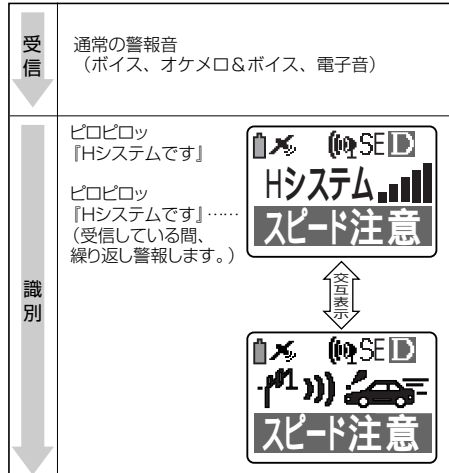 受信
通常の警報音
（ボイス、オケメロ＆ボイス、電子音）
識別
ピロピロッ
『Hシステムです』
ピロピロッ
『Hシステムです』……
（受信している間、
繰り返し警報します。）
SE D
Hシステム
スピード注意
交互表示
SE D
スピード注意